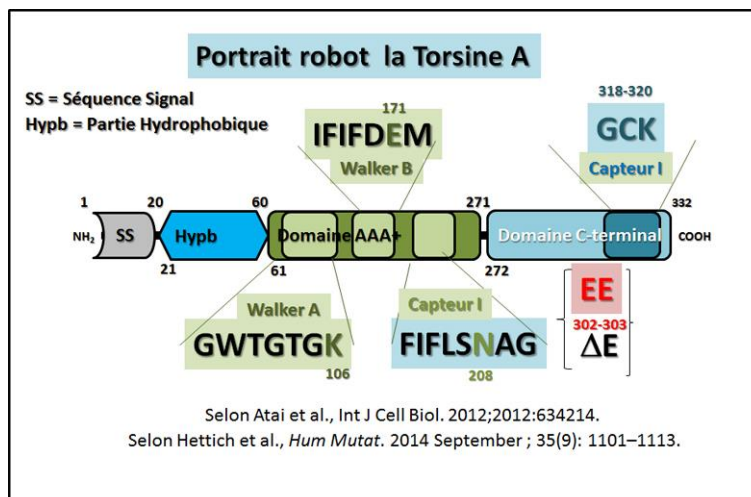 Portrait robot la Torsine A
SS = Séquence Signal
Hypb = Partie Hydrophobique
171
IFIFDEM
Walker B
318-320
GCK
Capteur I
1
20
60
271
332
NH2
SS
Hypb
Domaine AAA+
Domaine C-terminal
COOH
21
61
272
Walker A
GWTGTGK
106
Capteur I
FIFLSNAG
208
EE
302-303
ΔE
Selon Atai et al., Int J Cell Biol. 2012;2012:634214.
Selon Hettich et al., Hum Mutat. 2014 September ; 35(9): 1101–1113.